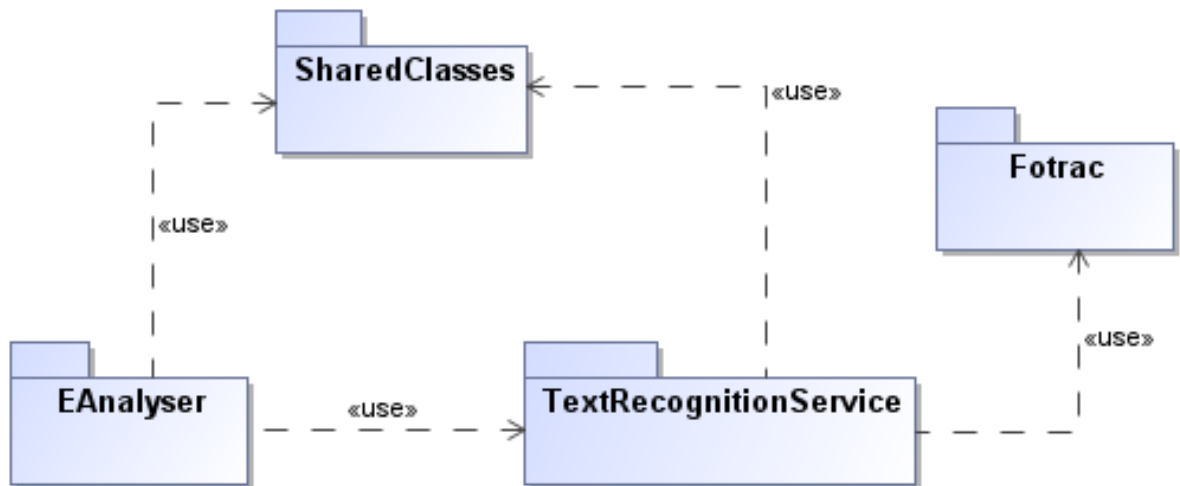 SharedClasses
«use»
Fotrac
«use»
«use»
EAnalyser
«use»
TextRecognitionService